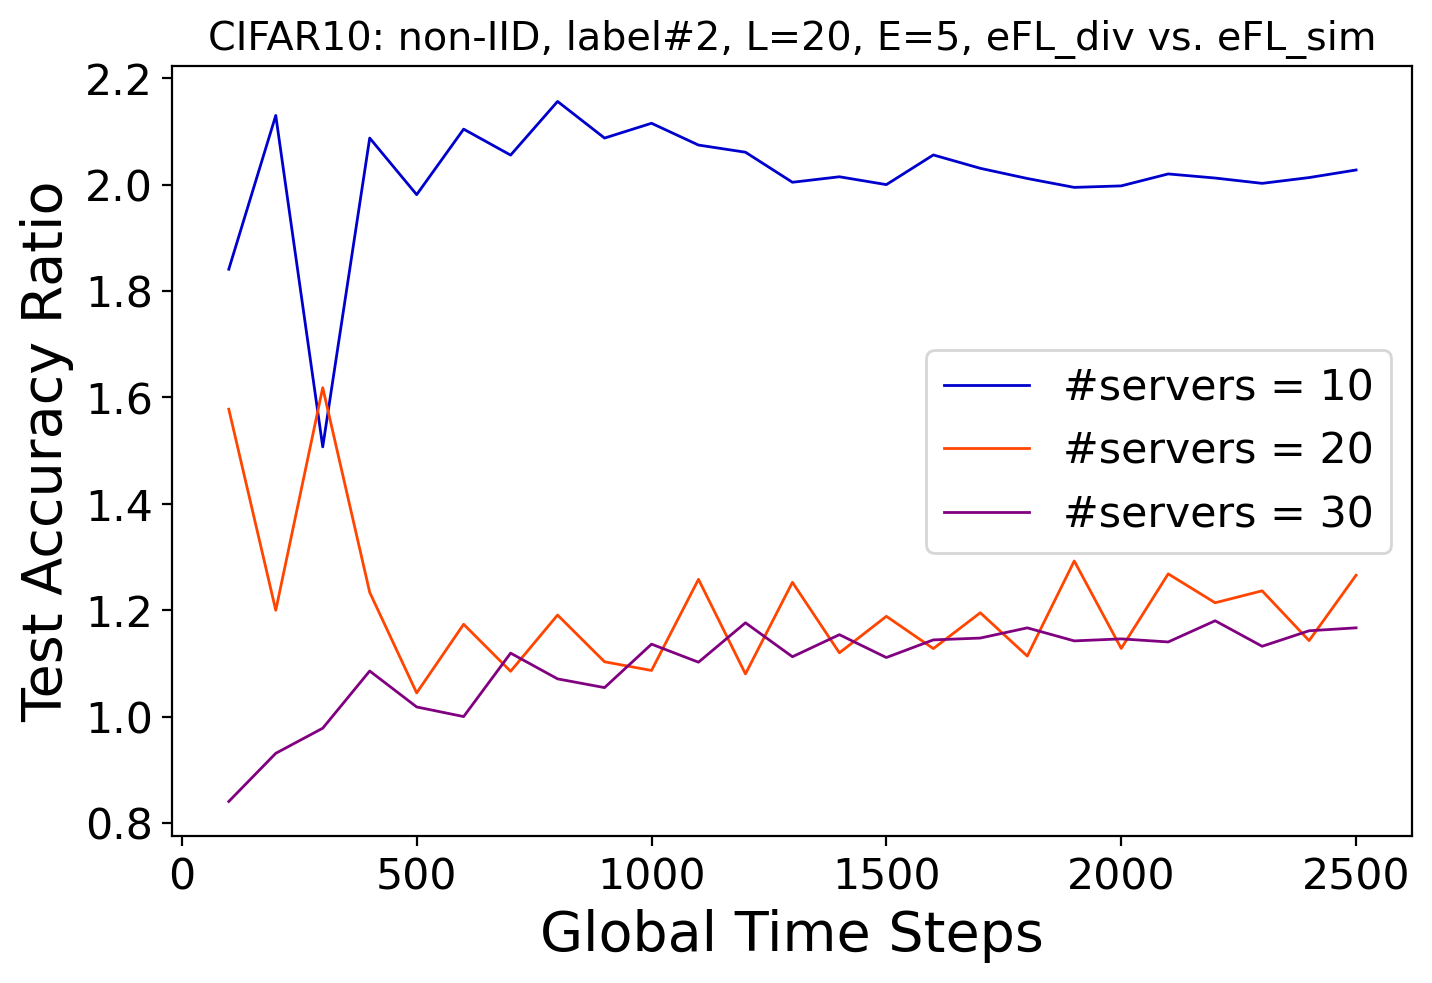 CIFAR10: non-IID, label#2, L=20, E=5, eFL_div vs. eFL_sim
Test Accuracy Ratio
2.2
2.0
1.8
1.6
1.4
1.2
1.0
0.8
#servers = 10
#servers = 20
#servers = 30
0 500 1000 1500 2000 2500
Global Time Steps